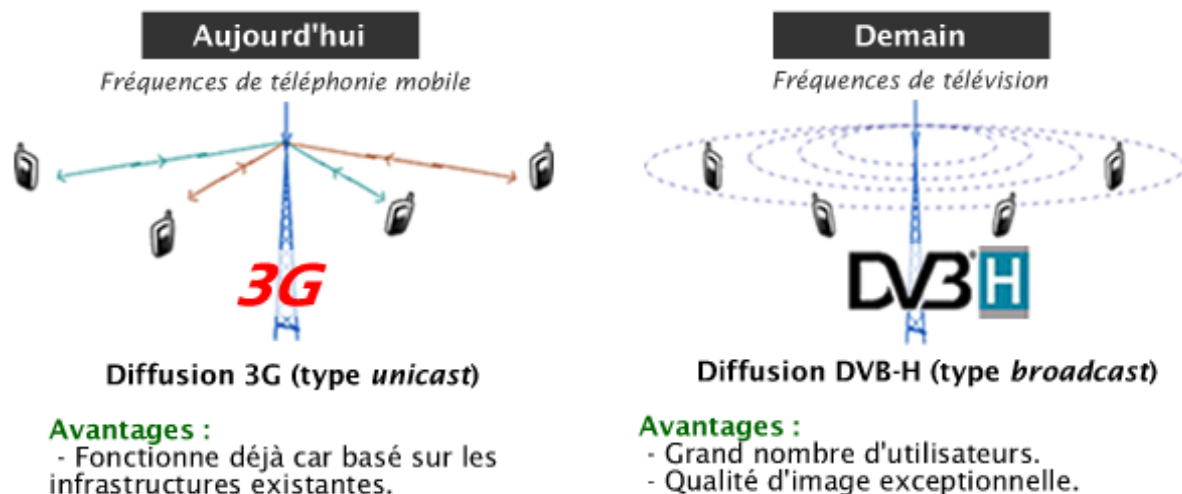 Aujourd'hui
Fréquences de téléphonie mobile
3G
Diffusion 3G (type unicast)
Avantages :
- Fonctionne déjà car basé sur les
infrastructures existantes.
Demain
Fréquences de télévision
DVB H
Diffusion DVB-H (type broadcast)
Avantages :
- Grand nombre d'utilisateurs.
- Qualité d'image exceptionnelle.